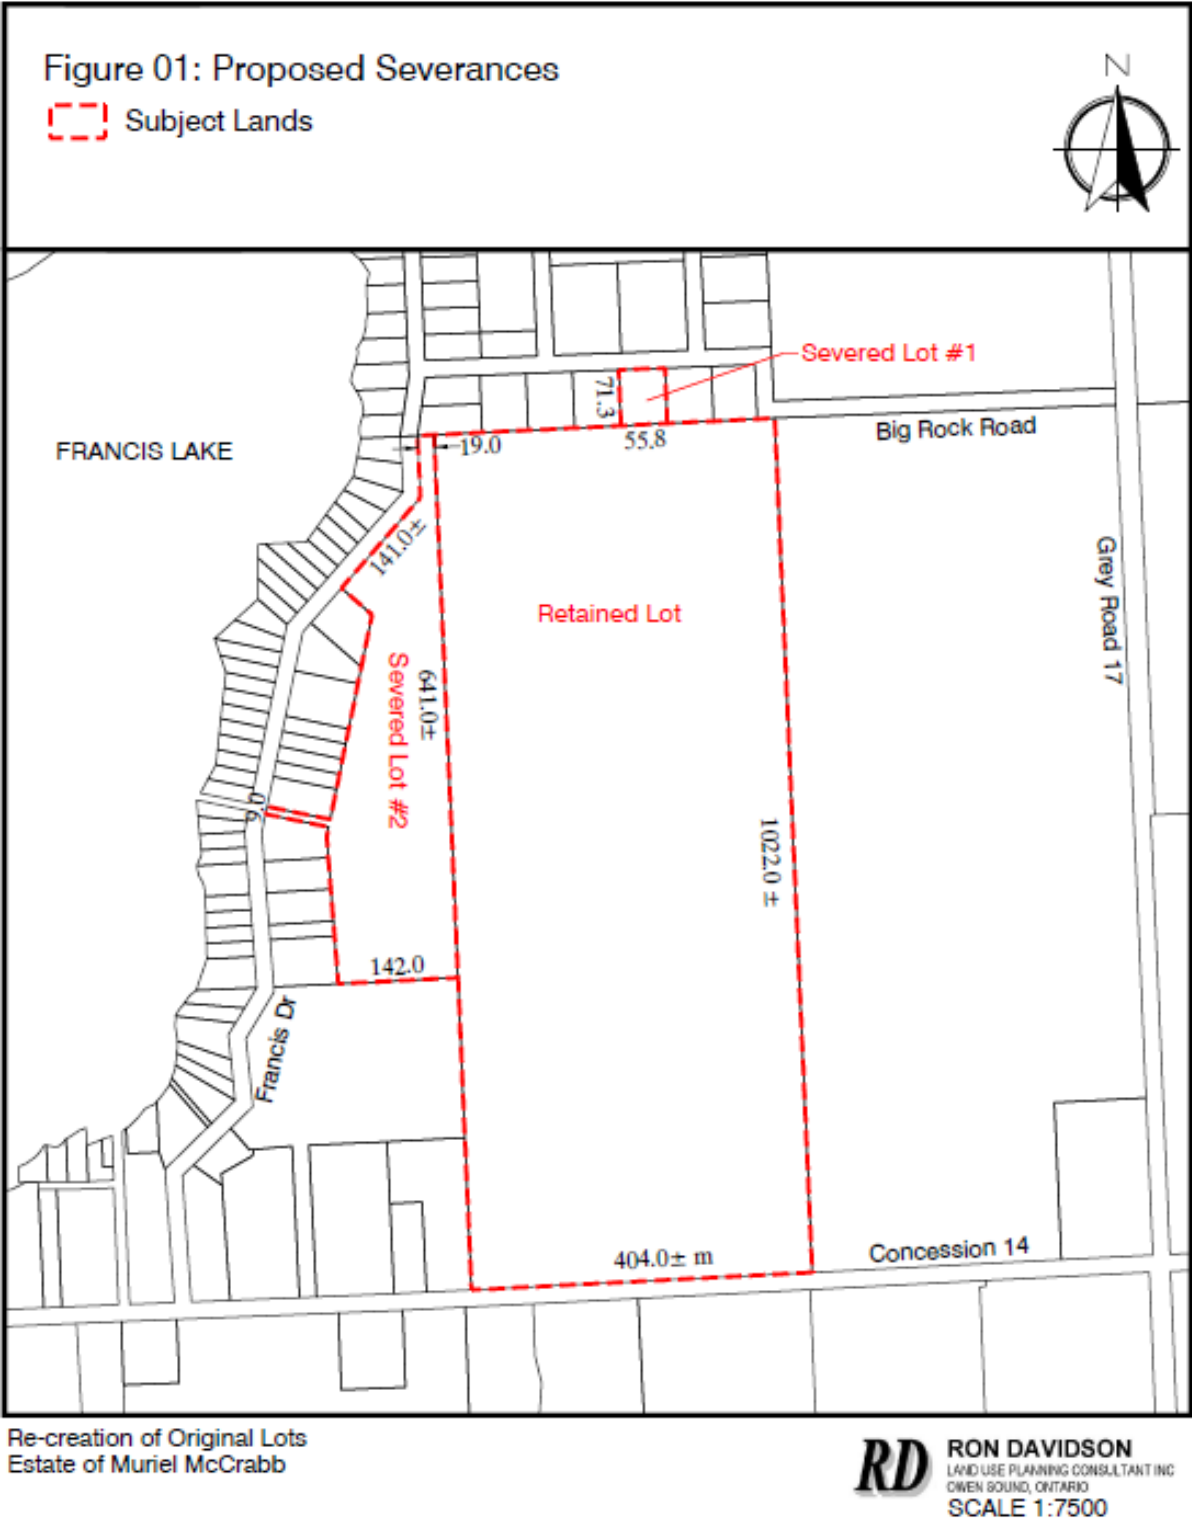 Figure 01: Proposed Severances
Subject Lands
N
Severed Lot #1
71.3
Big Rock Road
FRANCIS LAKE
19.0
55.8
141.0±
Grey Road 17
Retained Lot
641.0±
Severed Lot #2
9.0
1022.0 ±
142.0
Francis Dr
404.0± m
Concession 14
Re-creation of Original Lots
Estate of Muriel McCrabb
RD
RON DAVIDSON
LAND USE PLANNING CONSULTANT INC
OWEN SOUND, ONTARIO
SCALE 1:7500